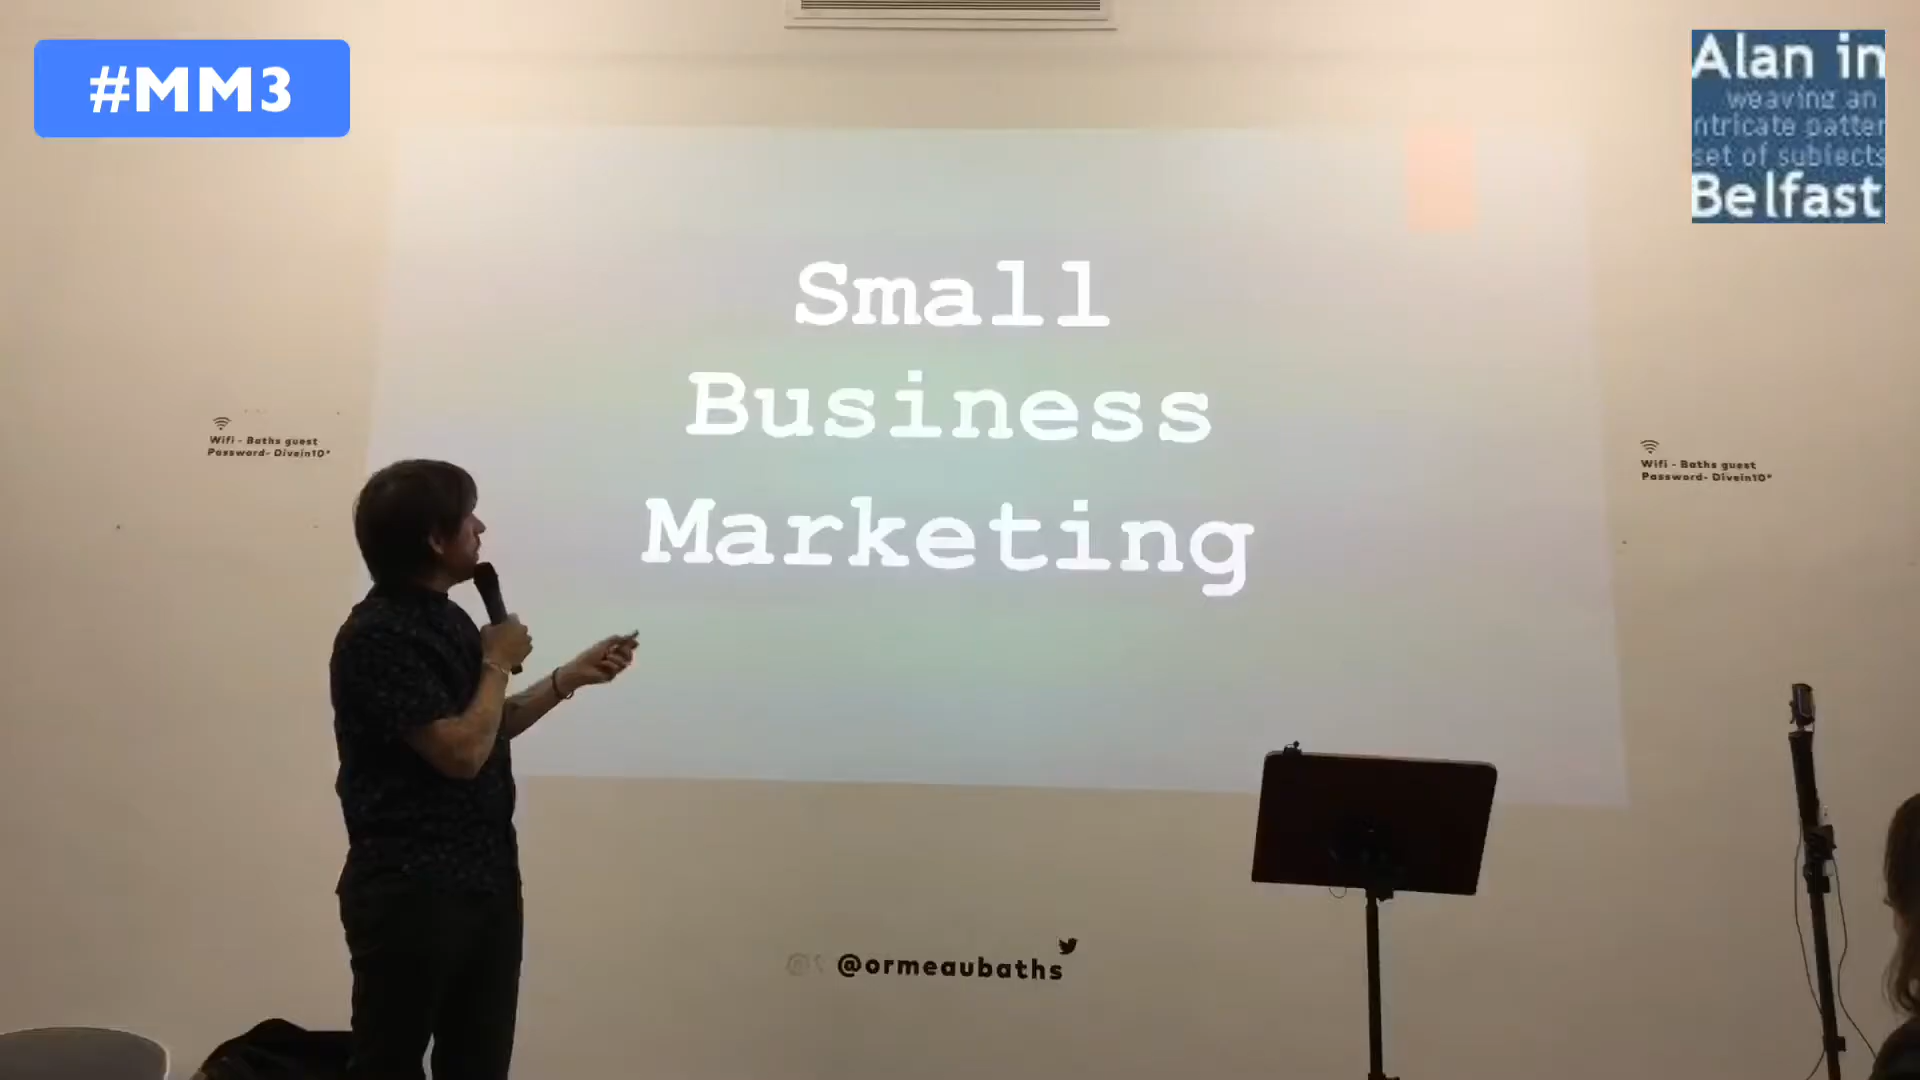 #MM3
Alan in
weaving an
ntricate patter
set of subjects
Belfast
Small
Business
Marketing
Wifi - Baths guest
Password- Divein10*
Wifi - Baths guest
Password- Divein10*
@ormeaubaths